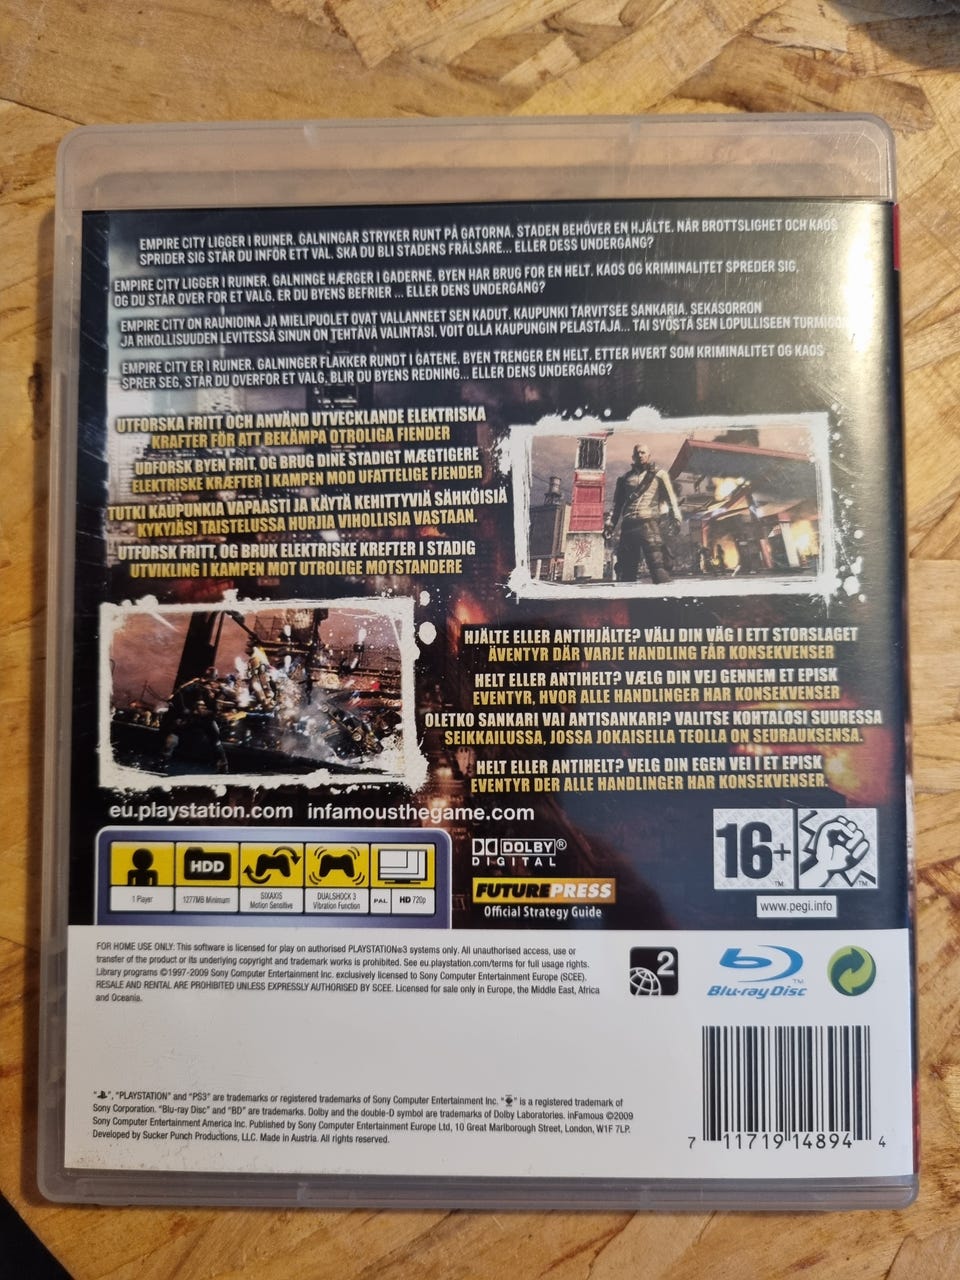 EMPIRE CITY LIGGER I RUINER. GALNINGAR STRYKER RUNT PÅ GATORNA. STADEN BEHÖVER EN HJÄLTE. NÄR BROTTSLIGHET OCH KAOS
SPRIDER SIG STÅR DU INFÖR ETT VAL. SKA DU BLI STADENS FRÄLSARE... ELLER DESS UNDERGÅNG?
EMPIRE CITY LIGGER I RUINER. GALNINGE HÆRGER I GADERNE. BYEN HAR BRUG FOR EN HELT. KAOS OG KRIMINALITET SPREDER SIG,
OG DU STÅR OVER FOR ET VALG. ER DU BYENS BEFRIER ... ELLER DENS UNDERGANG?
EMPIRE CITY ON RAUNIOINA JA MIELIPUOLET OVAT VALLANNEET SEN KADUT. KAUPUNKI TARVITSEE SANKARIA. SEKASORRON
JA RIKOLLISUUDEN LEVITESSÄ SINUN ON TEHTÄVÄ VALINTASI. VOIT OLLA KAUPUNGIN PELASTAJA... TAI SYÖSTÄ SEN LOPULLISEEN
EMPIRE CITY ER I RUINER. GALNINGER FLAKKER RUNDT I GATENE. BYEN TRENGER EN HELT. ETTER HVERT SOM KRIMINALITET OG KAOS
SPRER SEG, STÅR DU OVERFOR ET VALG. BLIR DU BYENS REDNING... ELLER DENS UNDERGANG?
UTFORSKA FRITT OCH ANVÄND UTVECKLANDE ELEKTRISKA
KRAFTER FÖR ATT BEKÄMPA OTROLIGA FIENDER
UDFORSK BYEN FRIT, OG BRUG DINE STADIGT MÆGTIGERE
ELEKTRISKE KRÆFTER I KAMPEN MOD UFATTELIGE FJENDER
TUTKI KAUPUNKIA VAPAASTI JA KÄYTÄ KEHITTYVIÄ SÄHKÖISIÄ
KYKYJÄSI TAISTELUSSA HURJIA VIHOLLISIA VASTAAN.
UTFORSK FRITT, OG BRUK ELEKTRISKE KREFTER I STADIG
UTVIKLING I KAMPEN MOT UTROLIGE MOTSTANDERE
HJÄLTE ELLER ANTIHJÄLTE? VÄLJ DIN VÄG I ETT STORSLAGET
ÄVENTYR DÄR VARJE HANDLING FÅR KONSEKVENSER
HELT ELLER ANTIHELT? VÆLG DIN VEJ GENNEM ET EPISK
EVENTYR, HVOR ALLE HANDLINGER HAR KONSEKVENSER
OLETKO SANKARI VAI ANTISANKARI? VALITSE KOHTALOSI SUURESSA
SEIKKAILUSSA, JOSSA JOKAISELLA TEOLLA ON SEURAUKSENSA.
HELT ELLER ANTIHELT? VELG DIN EGEN VEI I ET EPISK
EVENTYR DER ALLE HANDLINGER HAR KONSEKVENSER.
eu.playstation.com infamousthegame.com
HDD
1 Player
1277MB Minimum
SIXAXIS
Motion Sensitive
DUALSHOCK 3
Vibration Function
PAL
HD 720p
DOLBY®
DIGITAL
FUTUREPRESS
Official Strategy Guide
16+™
™
www.pegi.info
FOR HOME USE ONLY: This software is licensed for play on authorised PLAYSTATION®3 systems only. All unauthorised access, use or
transfer of the product or its underlying copyright and trademark works is prohibited. See eu.playstation.com/terms for full usage rights.
Library programs ©1997-2009 Sony Computer Entertainment Inc. exclusively licensed to Sony Computer Entertainment Europe (SCEE).
RESALE AND RENTAL ARE PROHIBITED UNLESS EXPRESSLY AUTHORISED BY SCEE. Licensed for sale only in Europe, the Middle East, Africa
and Oceania.
2
Blu-ray Disc™
"", "PLAYSTATION" and "PS3" are trademarks or registered trademarks of Sony Computer Entertainment Inc. "" is a registered trademark of
Sony Corporation. "Blu-ray Disc" and "BD" are trademarks. Dolby and the double-D symbol are trademarks of Dolby Laboratories. inFamous ©2009
Sony Computer Entertainment America Inc. Published by Sony Computer Entertainment Europe Ltd, 10 Great Marlborough Street, London, W1F 7LP.
Developed by Sucker Punch Productions, LLC. Made in Austria. All rights reserved.
7 11719 14894 4